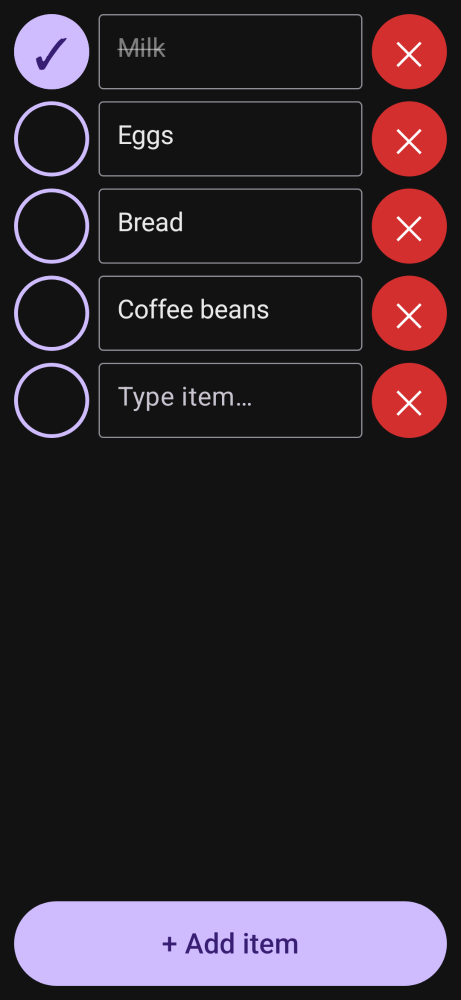 Milk
Eggs
Bread
Coffee beans
Type item…
+ Add item